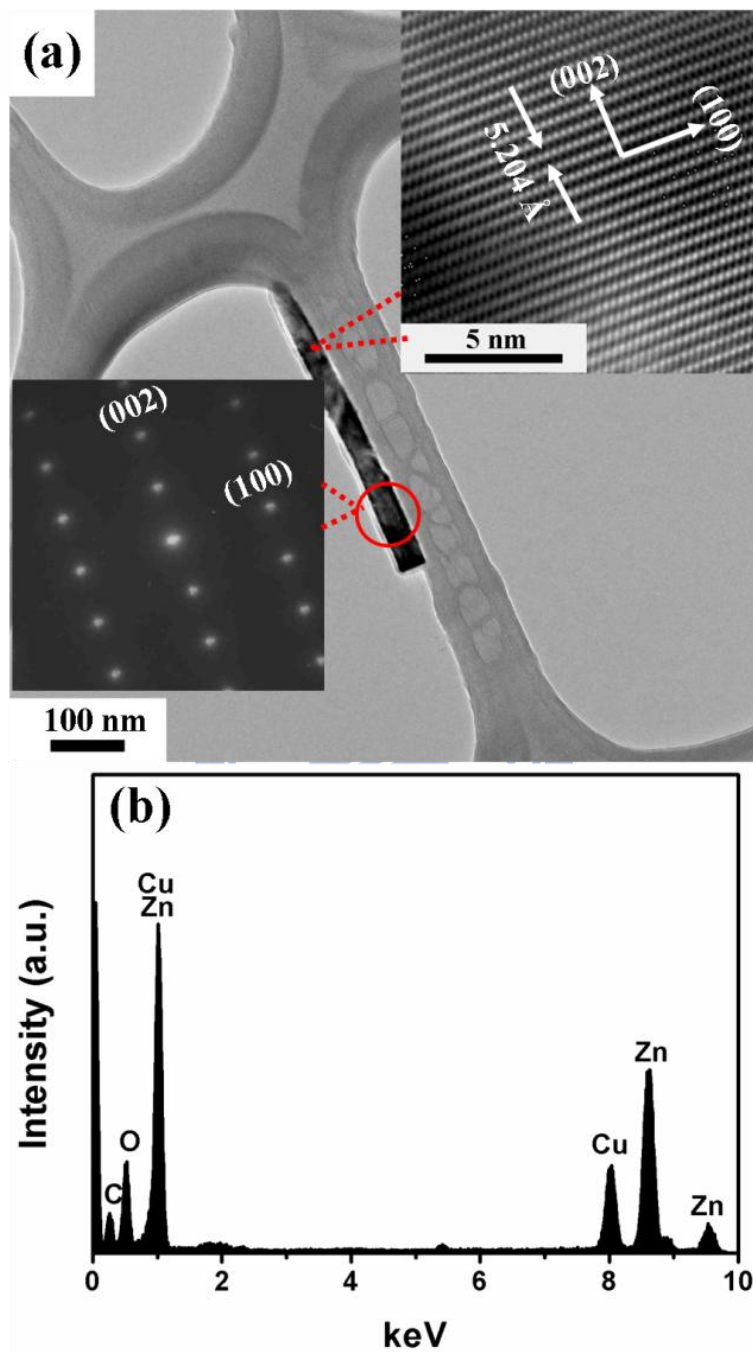 (a)
(002)
(100)
5.204 Å
5 nm
(002)
(100)
100 nm
(b)
Cu
Zn
O
C
Zn
Cu
Zn
Intensity (a.u.)
0 2 4 6 8 10
keV